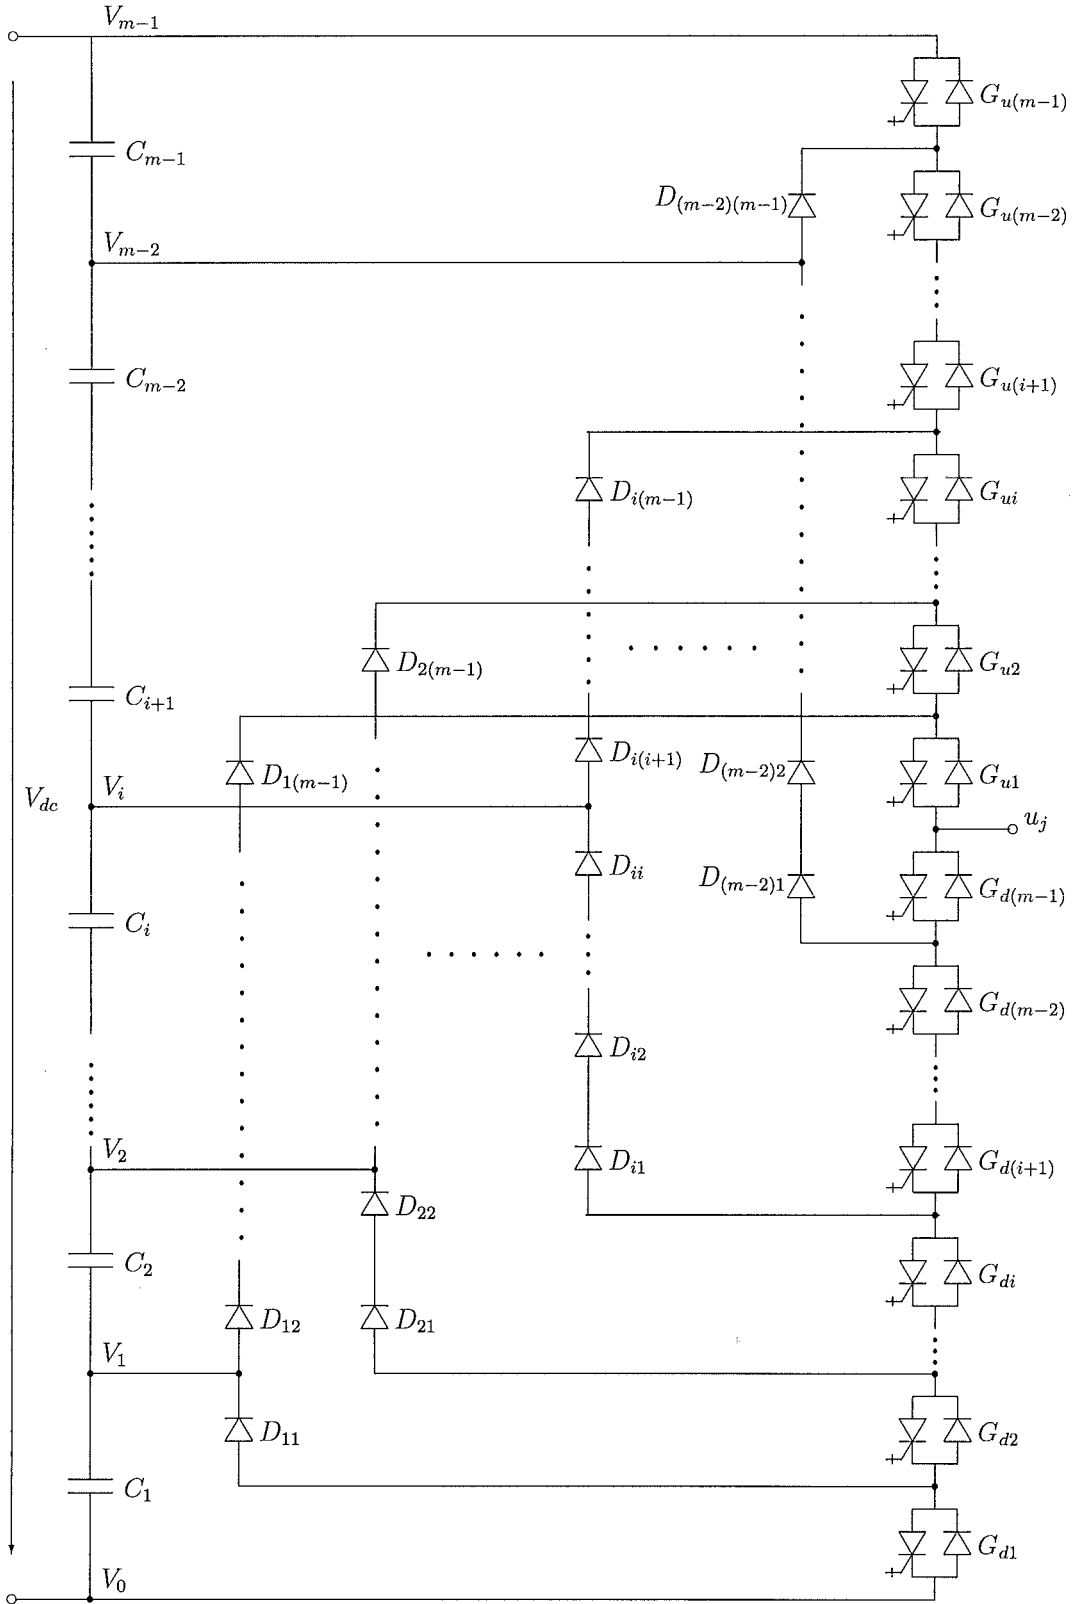 V_{m-1}
G_{u(m-1)}
C_{m-1}
D_{(m-2)(m-1)}
G_{u(m-2)}
V_{m-2}
C_{m-2}
G_{u(i+1)}
D_{i(m-1)}
G_{ui}
D_{2(m-1)}
G_{u2}
C_{i+1}
D_{i(i+1)}
D_{(m-2)2}
D_{1(m-1)}
G_{u1}
V_i
V_{dc}
u_j
D_{ii}
D_{(m-2)1}
G_{d(m-1)}
C_i
G_{d(m-2)}
D_{i2}
V_2
D_{i1}
G_{d(i+1)}
D_{22}
C_2
G_{di}
D_{12}
D_{21}
V_1
D_{11}
G_{d2}
C_1
G_{d1}
V_0